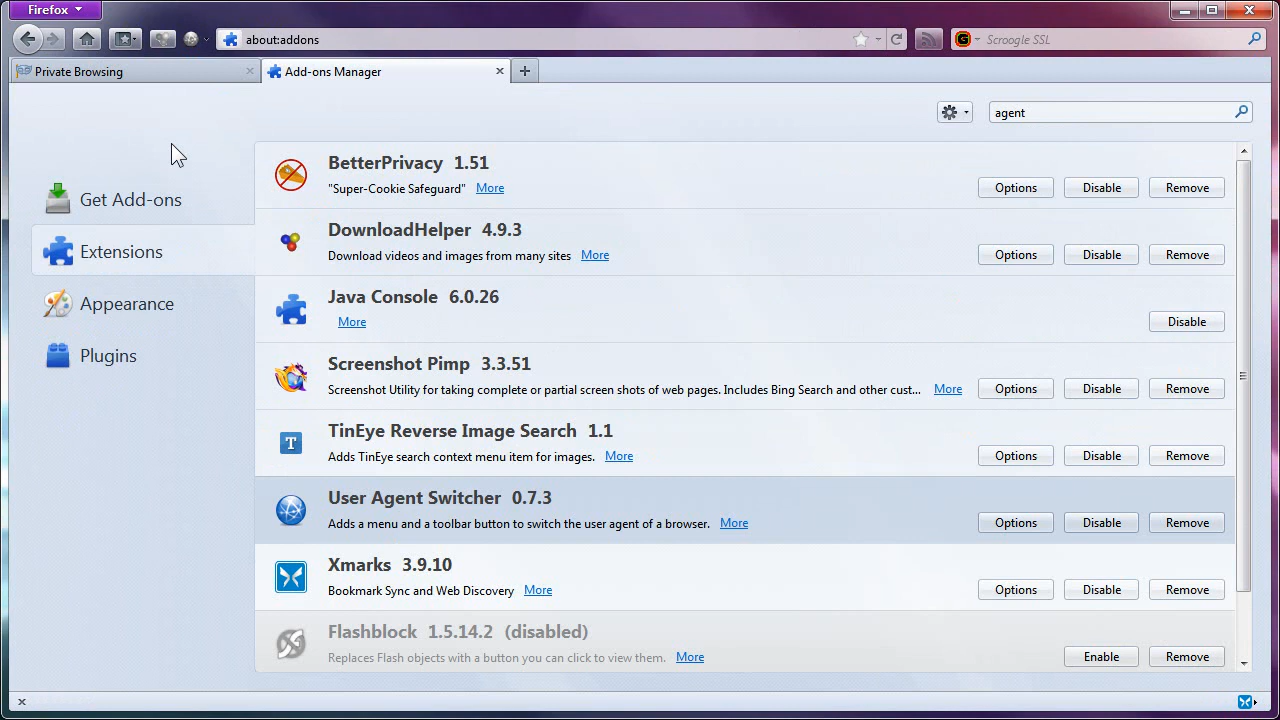 Firefox
about:addons
Scroogle SSL
Private Browsing
Add-ons Manager
agent
Get Add-ons
Extensions
Appearance
Plugins
BetterPrivacy 1.51
"Super-Cookie Safeguard" More
Options Disable Remove
DownloadHelper 4.9.3
Download videos and images from many sites More
Options Disable Remove
Java Console 6.0.26
More
Disable
Screenshot Pimp 3.3.51
Screenshot Utility for taking complete or partial screen shots of web pages. Includes Bing Search and other cust... More
Options Disable Remove
T
TinEye Reverse Image Search 1.1
Adds TinEye search context menu item for images. More
Options Disable Remove
User Agent Switcher 0.7.3
Adds a menu and a toolbar button to switch the user agent of a browser. More
Options Disable Remove
Xmarks 3.9.10
Bookmark Sync and Web Discovery More
Options Disable Remove
Flashblock 1.5.14.2 (disabled)
Replaces Flash objects with a button you can click to view them. More
Enable Remove